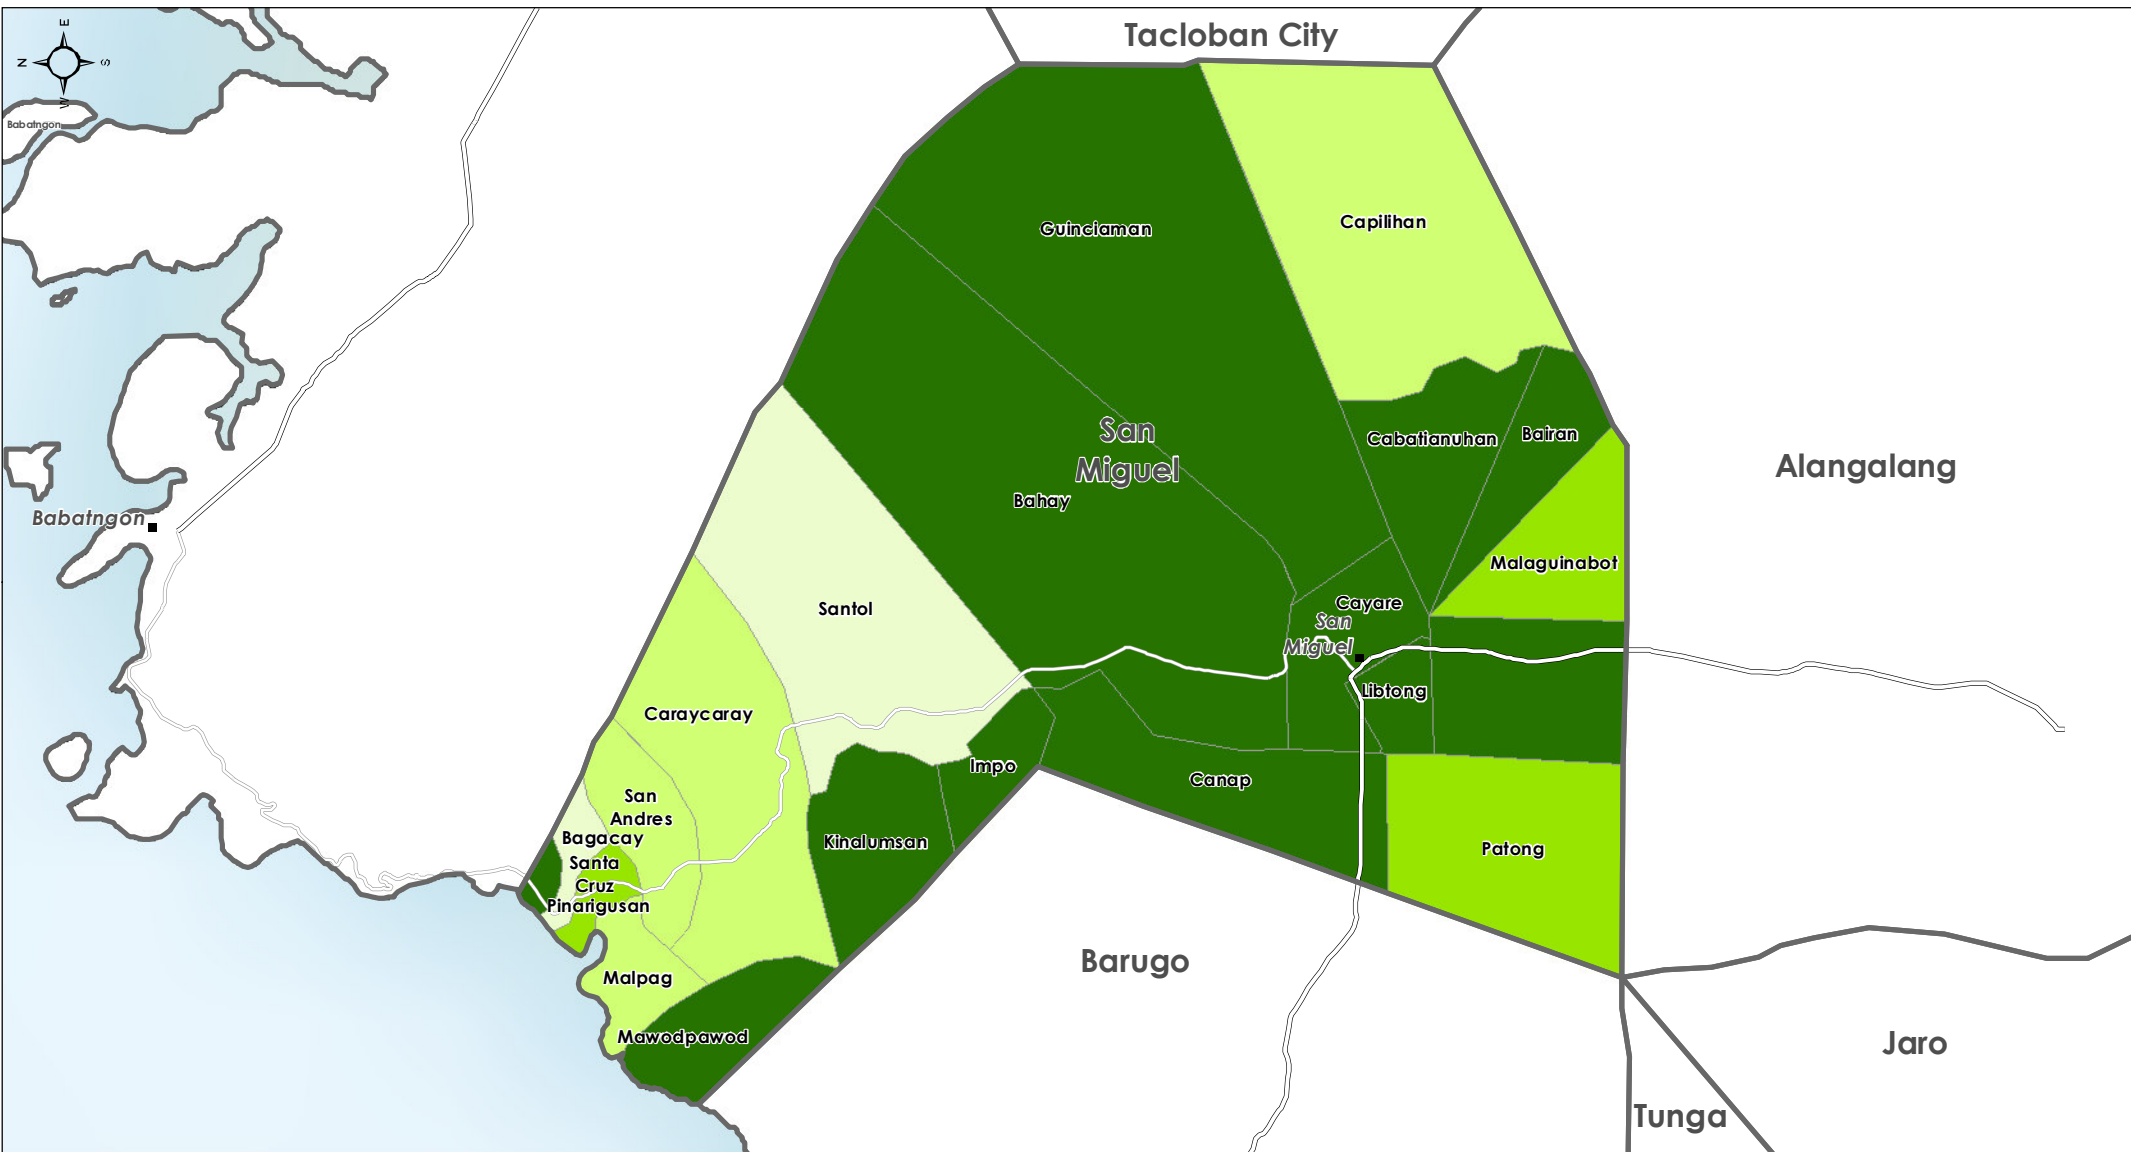 Tacloban City
E
N
S
W
Babatngon
Guinciaman
Capilihan
San
Miguel
Cabatianuhan
Bairan
Alangalang
Bahay
Babatngon
Malaguinabot
Santol
Cayare
San
Miguel
Libtong
Caraycaray
Impo
Canap
San
Andres
Bagacay
Kinalumsan
Patong
Santa
Cruz
Pinarigusan
Barugo
Malpag
Mawodpawod
Jaro
Tunga